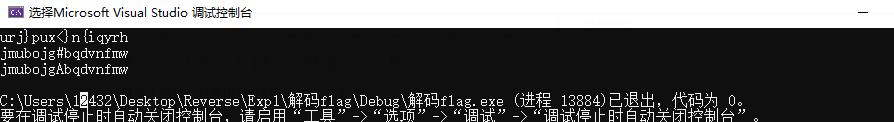 选择Microsoft Visual Studio 调试控制台
urj}pux<}n{iqyrh
jmubojg#bqdvnfmw
jmubojgAbqdvnfmw
C:\Users\12432\Desktop\Reverse\Exp1\解码flag\Debug\解码flag.exe (进程 13884)已退出，代码为 0。
要在调试停止时自动关闭控制台，请启用“工具”->“选项”->“调试”->“调试停止时自动关闭控制台”。